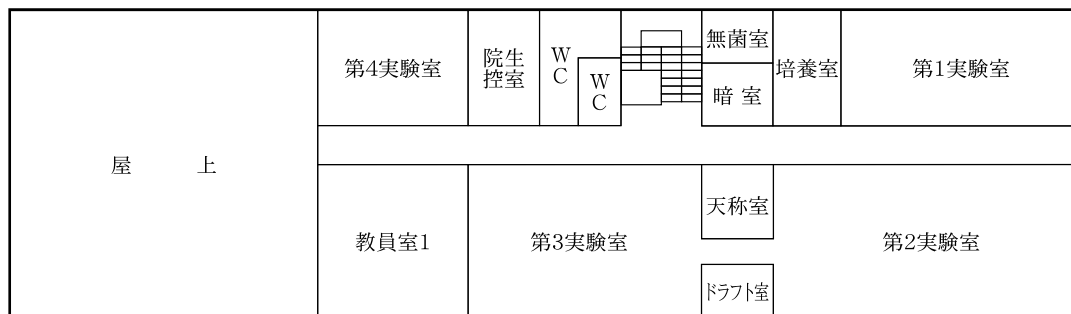 第4実験室
院生
控室
WC
WC
無菌室
暗 室
培養室
第1実験室
屋 上
教員室1
第3実験室
天称室
ドラフト室
第2実験室